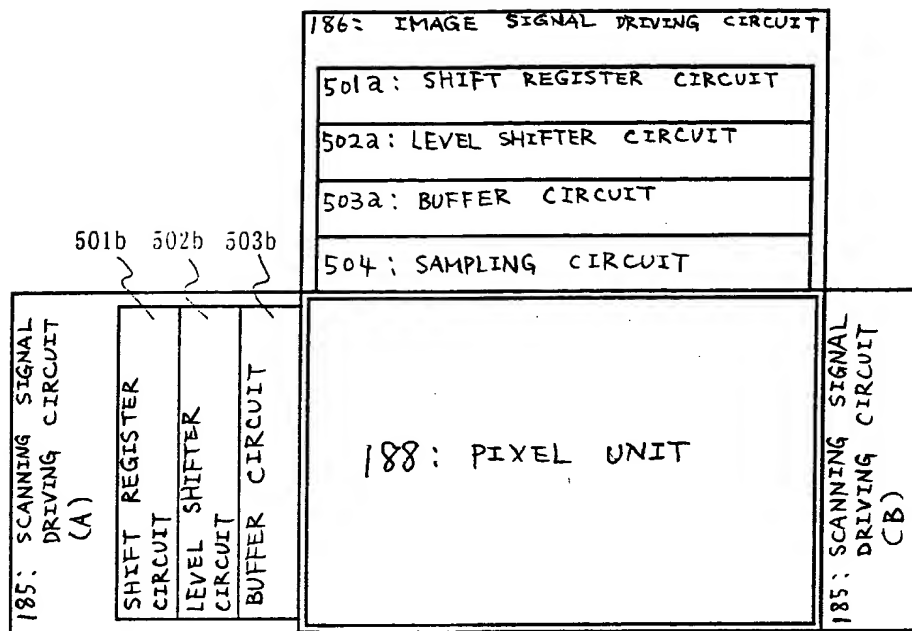 186: IMAGE SIGNAL DRIVING CIRCUIT
501a: SHIFT REGISTER CIRCUIT
502a: LEVEL SHIFTER CIRCUIT
503a: BUFFER CIRCUIT
504; SAMPLING CIRCUIT
501b 502b 503b
185: SCANNING SIGNAL
DRIVING CIRCUIT
(A)
SHIFT REGISTER
CIRCUIT
LEVEL SHIFTER
CIRCUIT
BUFFER CIRCUIT
188: PIXEL UNIT
185: SCANNING SIGNAL
DRIVING CIRCUIT
(B)